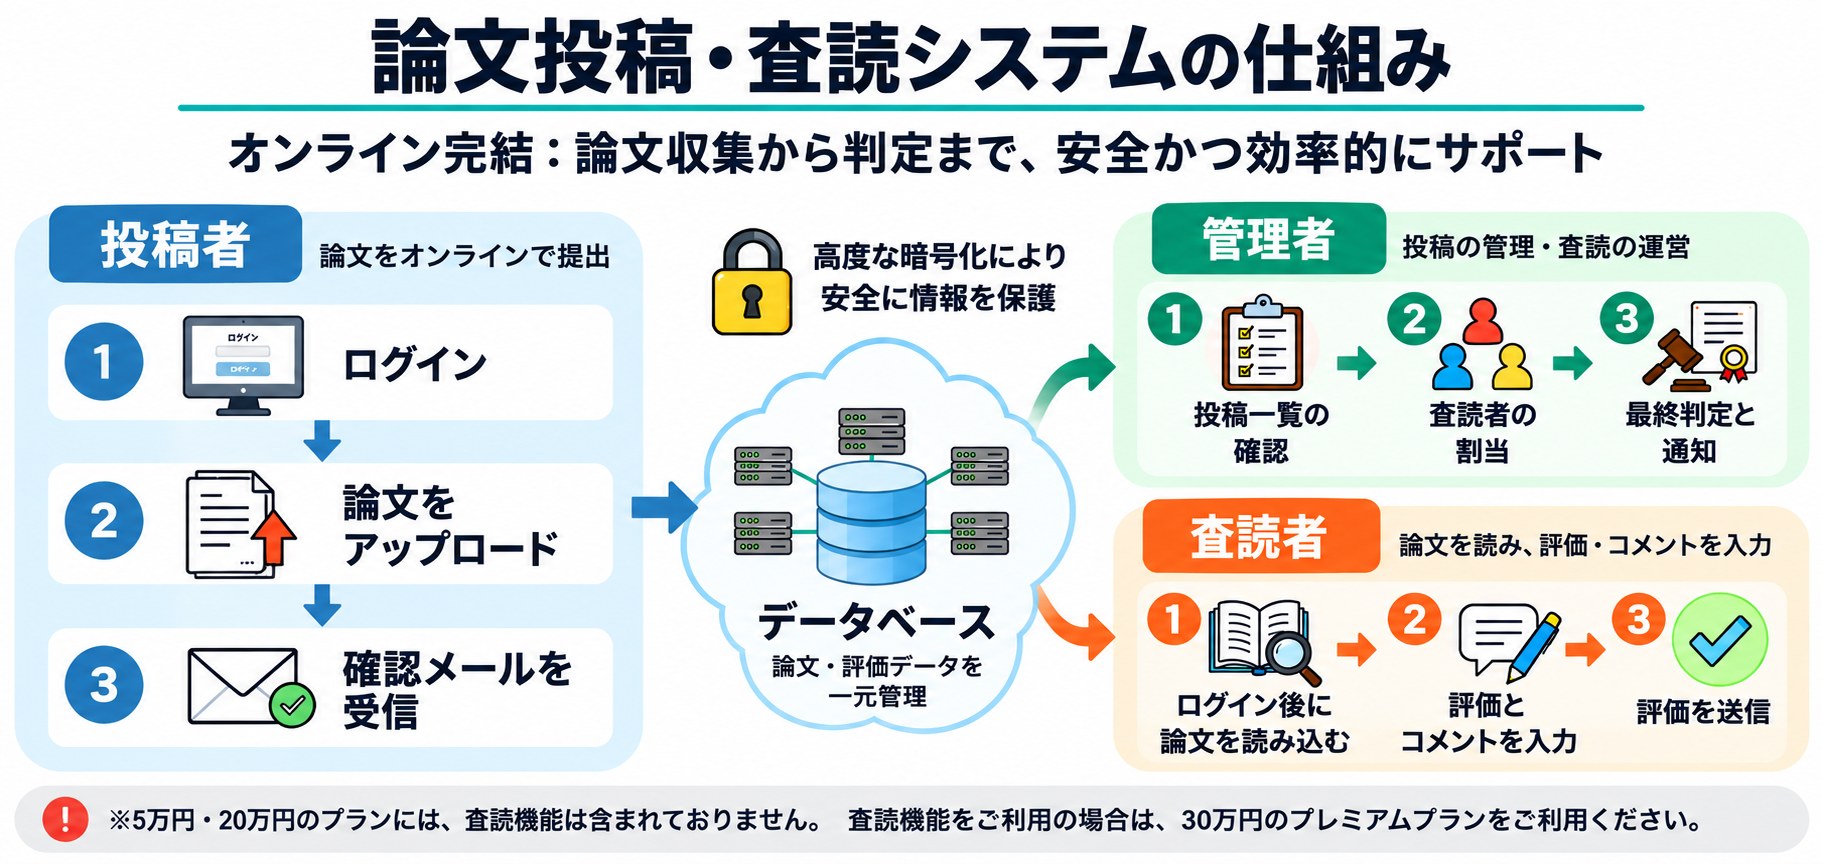 論文投稿・査読システムの仕組み
オンライン完結：論文収集から判定まで、安全かつ効率的にサポート
投稿者
論文をオンラインで提出
1
ログイン
ログイン
2
論文を
アップロード
3
確認メールを
受信
高度な暗号化により
安全に情報を保護
データベース
論文・評価データを
一元管理
管理者
投稿の管理・査読の運営
1
投稿一覧の
確認
2
査読者の
割当
3
最終判定と
通知
査読者
論文を読み、評価・コメントを入力
1
ログイン後に
論文を読み込む
2
評価と
コメントを入力
3
評価を送信
!
※5万円・20万円のプランには、査読機能は含まれておりません。 査読機能をご利用の場合は、30万円のプレミアムプランをご利用ください。